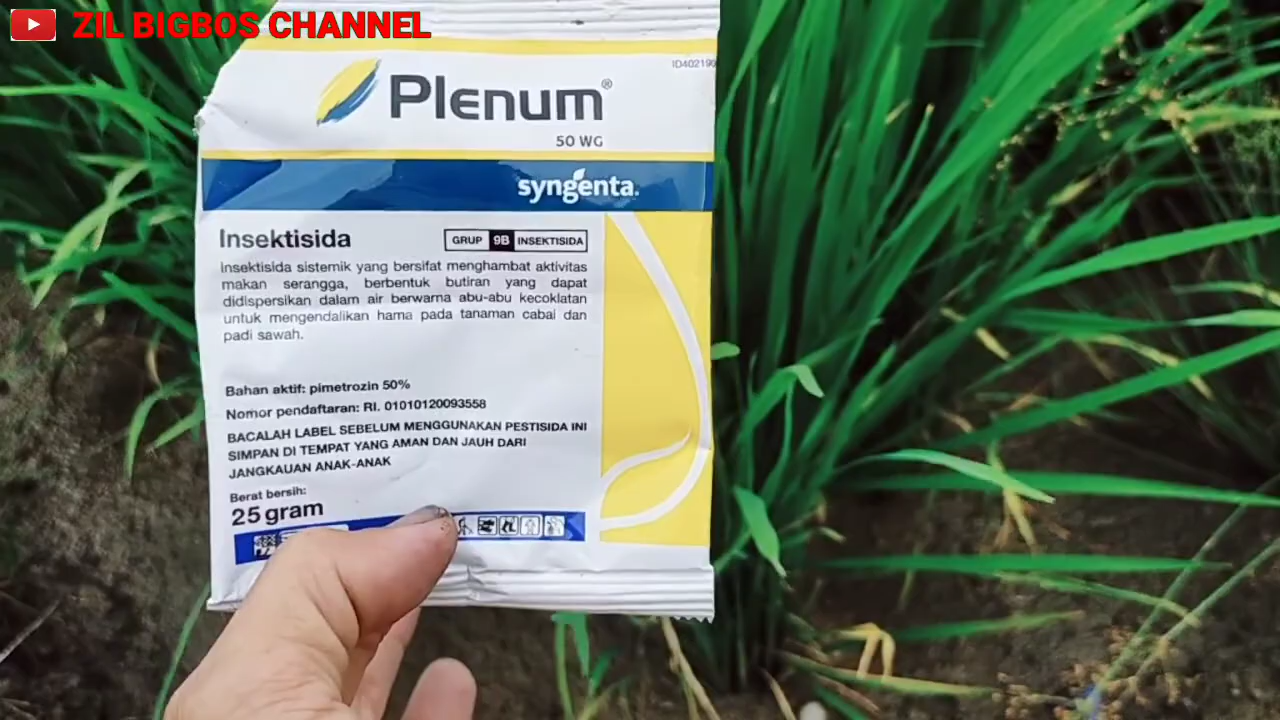 ZIL BIGBOS CHANNEL
ID402190
Plenum®
50 WG
syngenta.
Insektisida
GRUP 9B INSEKTISIDA
Insektisida sistemik yang bersifat menghambat aktivitas
makan serangga, berbentuk butiran yang dapat
didispersikan dalam air berwarna abu-abu kecoklatan
untuk mengendalikan hama pada tanaman cabai dan
padi sawah.
Bahan aktif: pimetrozin 50%
Nomor pendaftaran: RI. 01010120093558
BACALAH LABEL SEBELUM MENGGUNAKAN PESTISIDA INI
SIMPAN DI TEMPAT YANG AMAN DAN JAUH DARI
JANGKAUAN ANAK-ANAK
Berat bersih:
25 gram